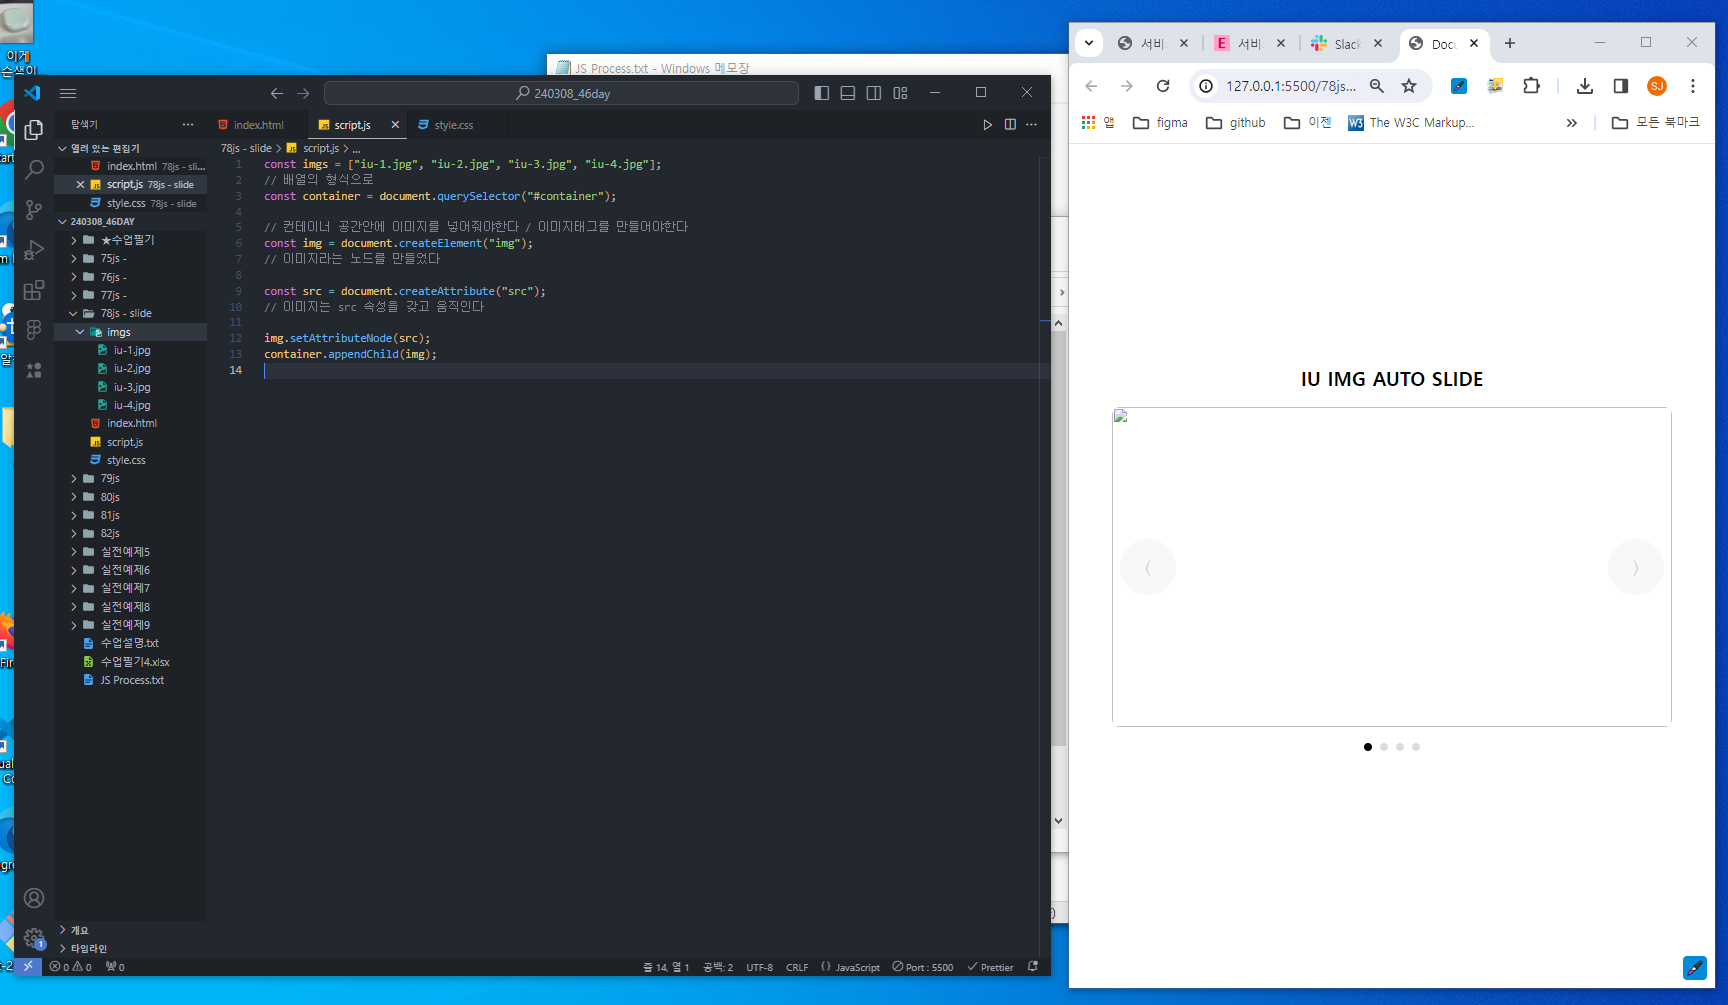 이게
손색이
JS Process.txt - Windows 메모장
240308_46day
탐색기
index.html
script.js
style.css
열려 있는 편집기
index.html 78js - sli...
script.js 78js - slide
style.css 78js - slide
240308_46DAY
★수업필기
75js -
76js -
77js -
78js - slide
imgs
iu-1.jpg
iu-2.jpg
iu-3.jpg
iu-4.jpg
index.html
script.js
style.css
79js
80js
81js
82js
실전예제5
실전예제6
실전예제7
실전예제8
실전예제9
수업설명.txt
수업필기4.xlsx
JS Process.txt
개요
타임라인
78js - slide > script.js > ...
1 const imgs = ["iu-1.jpg", "iu-2.jpg", "iu-3.jpg", "iu-4.jpg"];
2 // 배열의 형식으로
3 const container = document.querySelector("#container");
4
5 // 컨테이너 공간안에 이미지를 넣어줘야한다 / 이미지태그를 만들어야한다
6 const img = document.createElement("img");
7 // 이미지라는 노드를 만들었다
8
9 const src = document.createAttribute("src");
10 // 이미지는 src 속성을 갖고 움직인다
11
12 img.setAttributeNode(src);
13 container.appendChild(img);
14
0 0 0
줄 14, 열 1
공백: 2
UTF-8
CRLF
{} JavaScript
Port : 5500
Prettier
서비
E 서비
Slack
Docu
127.0.0.1:5500/78js...
SJ
앱
figma
github
이젠
W3 The W3C Markup...
»
모든 북마크
IU IMG AUTO SLIDE